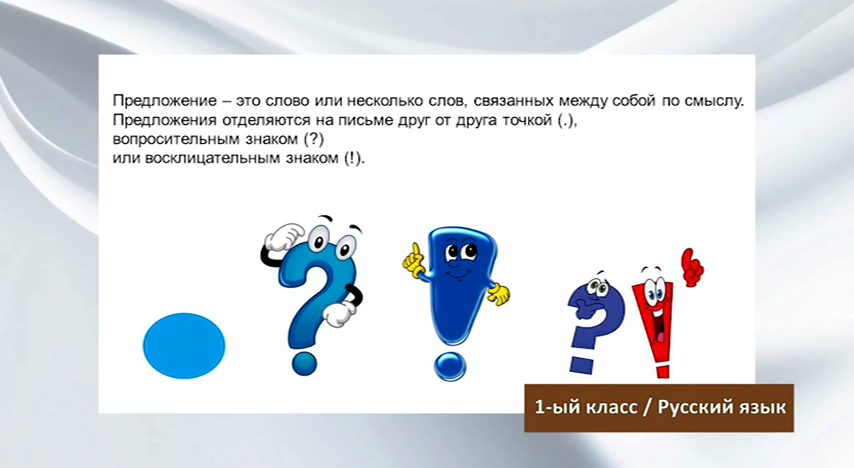 Предложение – это слово или несколько слов, связанных между собой по смыслу.
Предложения отделяются на письме друг от друга точкой (.),
вопросительным знаком (?)
или восклицательным знаком (!).
1-ый класс / Русский язык